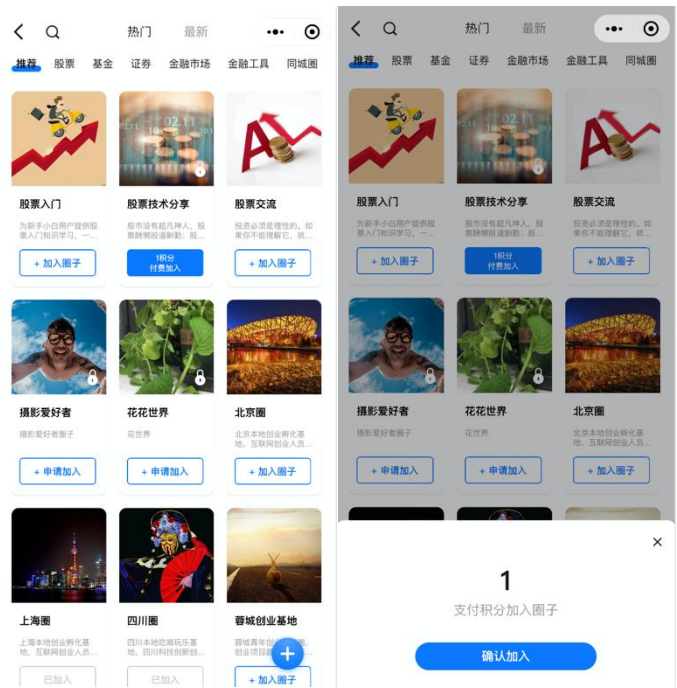 热门 最新
推荐 股票 基金 证券 金融市场 金融工具 同城圈
02.11
股票入门 股票技术分享 股票交流
为新手小白用户提供股
票入门知识学习、一...
股市没有超凡神人、股
投资必须是理性的，如
果你不能理解它、就...
+ 加入圈子
1积分
付费加入
+ 加入圈子
摄影爱好者 花花世界 北京圈
摄影爱好者圈子 花世界
北京本地创业孵化基
地、互联网创业人员...
+ 申请加入 + 申请加入 + 加入圈子
上海圈 四川圈 蓉城创业基地
上海本地创业孵化基
地、互联网创业人员...
四川本地吃喝玩乐基
地、四川科技创新创...
蓉城青年创业
创业项目
已加入 已加入 + 加入圈子
热门 最新
推荐 股票 基金 证券 金融市场 金融工具 同城圈
02.11
股票入门 股票技术分享 股票交流
为新手小白用户提供股
票入门知识学习、一...
股市没有超凡神人、股
投资必须是理性的，如
果你不能理解它、就...
+ 加入圈子
1积分
付费加入
+ 加入圈子
摄影爱好者 花花世界 北京圈
摄影爱好者圈子 花世界
北京本地创业孵化基
地、互联网创业人员...
+ 申请加入 + 申请加入 + 加入圈子
1
支付积分加入圈子
确认加入